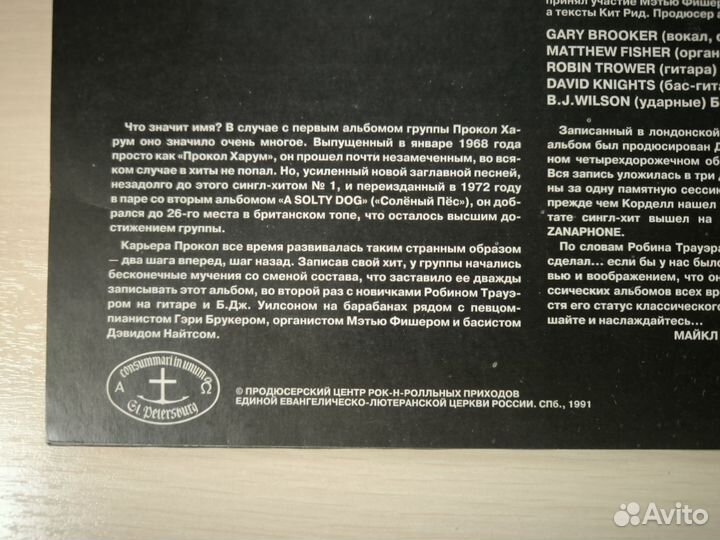 принял участие Мэтью Фишер
а тексты Кит Рид. Продюсер а
GARY BROOKER (вокал,
MATTHEW FISHER (орган
ROBIN TROWER (гитара)
DAVID KNIGHTS (бас-гита
B.J.WILSON (ударные) Б
Что значит имя? В случае с первым альбомом группы Прокол Ха-
рум оно значило очень многое. Выпущенный в январе 1968 года
просто как «Прокол Харум», он прошел почти незамеченным, во вся-
ком случае в хиты не попал. Но, усиленный новой заглавной песней,
незадолго до этого сингл-хитом № 1, и переизданный в 1972 году
в паре со вторым альбомом «A SOLTY DOG» («Солёный Пёс»), он доб-
рался до 26-го места в британском топе, что осталось высшим до-
стижением группы.
Карьера Прокол все время развивалась таким странным образом
— два шага вперед, шаг назад. Записав свой хит, у группы начались
бесконечные мучения со сменой состава, что заставило ее дважды
записывать этот альбом, во второй раз с новичками Робином Трауэ-
ром на гитаре и Б.Дж. Уилсоном на барабанах рядом с певцом-
пианистом Гэри Брукером, органистом Мэтью Фишером и басистом
Дэвидом Найтсом.
Записанный в лондонской
альбом был продюсирован Д
ном четырехдорожечном об
Вся запись уложилась в три д
ны за одну памятную сесси
прежде чем Корделл нашел
тате сингл-хит вышел на
ZANAPHONE.
По словам Робина Трауэра
сделал... если бы у нас было
вью и воображением, что он
ссических альбомов всех вре
стя его статус классического
шайте и наслаждайтесь...
МАЙКЛ
consummari in unum
Α Ω
St. Petersburg
© ПРОДЮСЕРСКИЙ ЦЕНТР РОК-Н-РОЛЛЬНЫХ ПРИХОДОВ
ЕДИНОЙ ЕВАНГЕЛИЧЕСКО-ЛЮТЕРАНСКОЙ ЦЕРКВИ РОССИИ. СПб., 1991
Avito